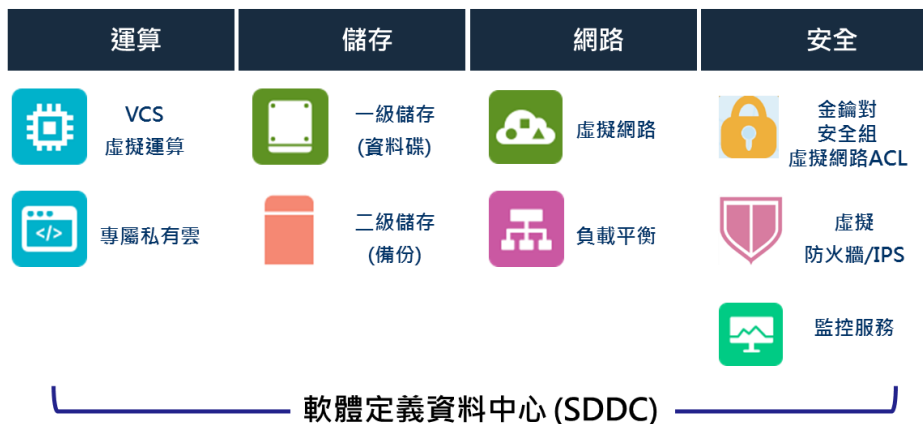 運算
儲存
網路
安全
VCS
虛擬運算
一級儲存
(資料碟)
虛擬網路
金鑰對
安全組
虛擬網路ACL
</>
專屬私有雲
二級儲存
(備份)
負載平衡
虛擬
防火牆/IPS
監控服務
軟體定義資料中心 (SDDC)